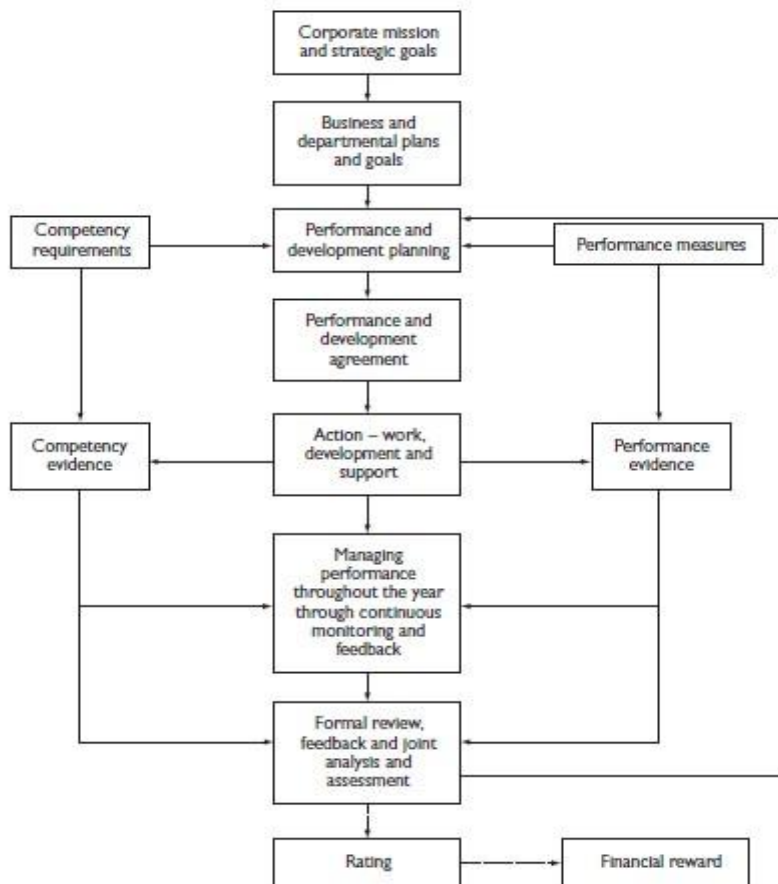 Corporate mission
and strategic goals
Business and
departmental plans
and goals
Competency
requirements
Performance and
development planning
Performance measures
Performance and
development
agreement
Competency
evidence
Action – work,
development and
support
Performance
evidence
Managing
performance
throughout the year
through continuous
monitoring and
feedback
Formal review,
feedback and joint
analysis and
assessment
Rating
Financial reward